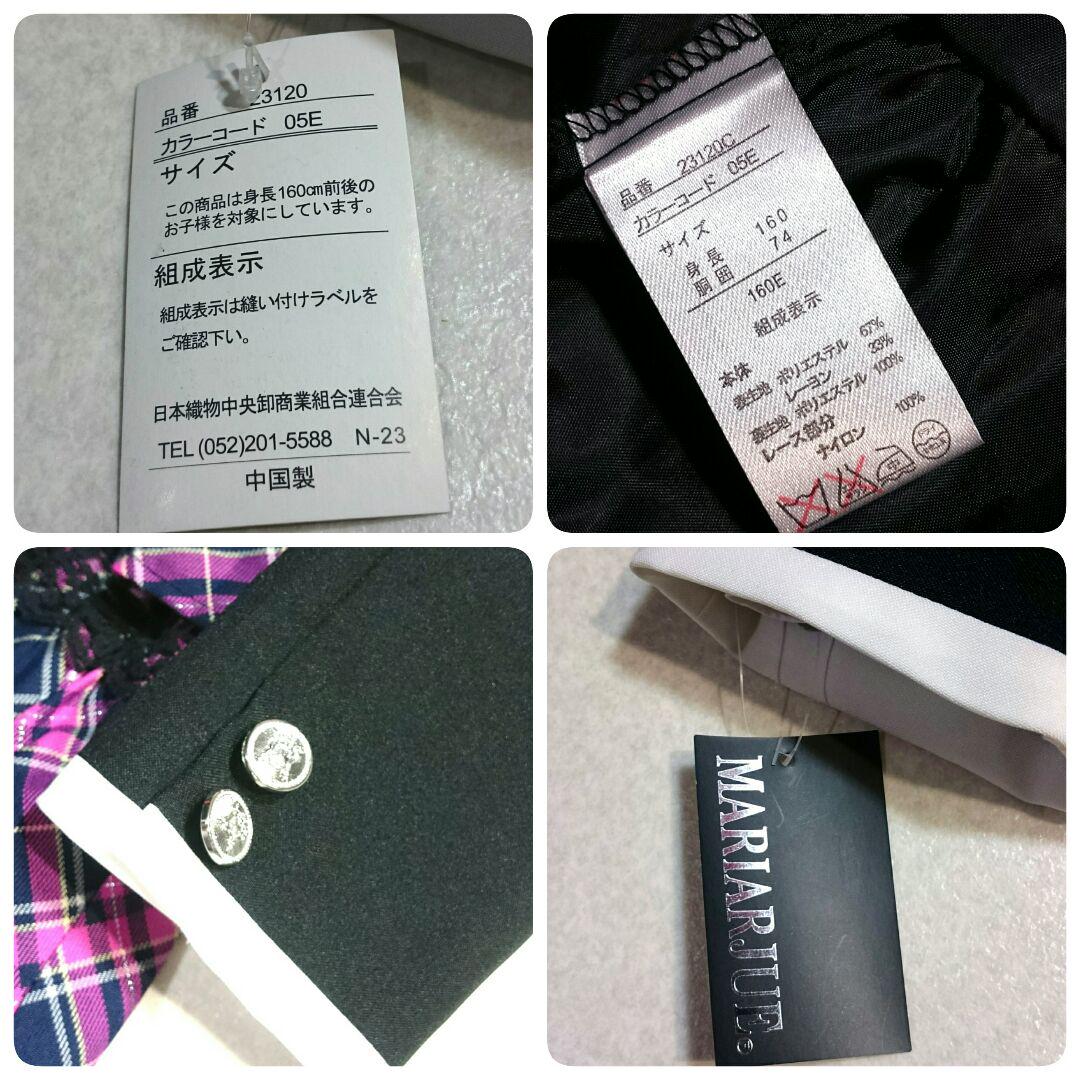 品番 23120
カラーコード 05E
サイズ
この商品は身長160㎝前後の
お子様を対象にしています。
組成表示
組成表示は縫い付けラベルを
ご確認下い。
日本織物中央卸商業組合連合会
TEL (052)201-5588 N-23
中国製
品番 23120C
カラーコード 05E
サイズ
身長 160
胴囲 74
160E
組成表示
本体
表生地 ポリエステル 67%
レーヨン 33%
裏生地 ポリエステル 100%
レース部分
ナイロン 100%
MARIARJUE®